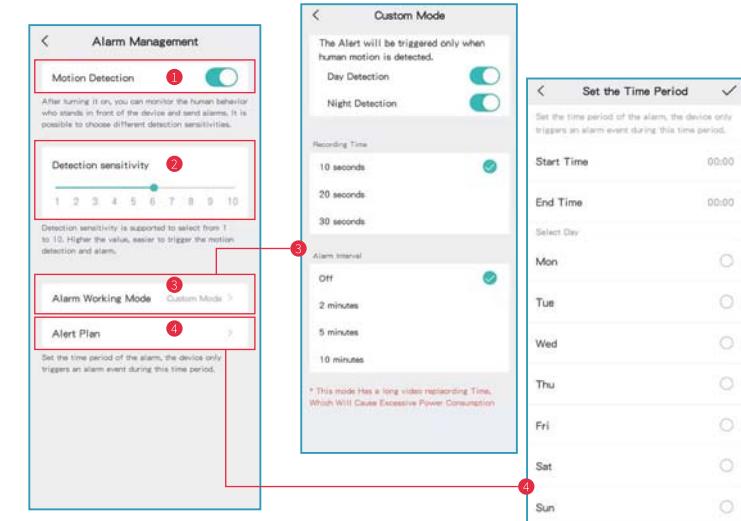 Alarm Management
Motion Detection
1
After turning it on, you can monitor the human behavior
who stands in front of the device and send alarms. It is
possible to choose different detection sensitivities.
Detection sensitivity
2
1 2 3 4 5 6 7 8 9 10
Detection sensitivity is supported to select from 1
to 10. Higher the value, easier to trigger the motion
detection and alarm.
3
Alarm Working Mode Custom Mode
4
Alert Plan
Set the time period of the alarm, the device only
triggers an alarm event during this time period.
Custom Mode
The Alert will be triggered only when
human motion is detected.
Day Detection
Night Detection
Recording Time
10 seconds
20 seconds
30 seconds
3
Alarm Interval
Off
2 minutes
5 minutes
10 minutes
* This mode Has a long video replaording Time,
Which Will Cause Excessive Power Consumption
Set the Time Period
Set the time period of the alarm, the device only
triggers an alarm event during this time period.
Start Time 00:00
End Time 00:00
Select Day
Mon
Tue
Wed
Thu
Fri
Sat
4
Sun